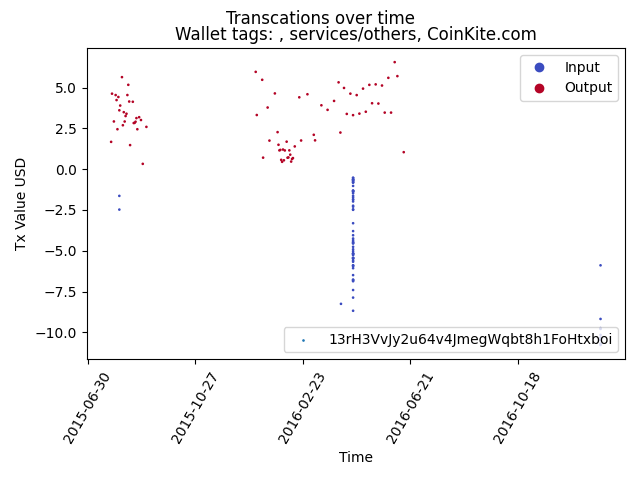 Transcations over time
Wallet tags: , services/others, CoinKite.com
Input
Output
5.0
2.5
0.0
−2.5
−5.0
−7.5
−10.0
Tx Value USD
13rH3VvJy2u64v4JmegWqbt8h1FoHtxboi
2015-06-30
2015-10-27
2016-02-23
2016-06-21
2016-10-18
Time